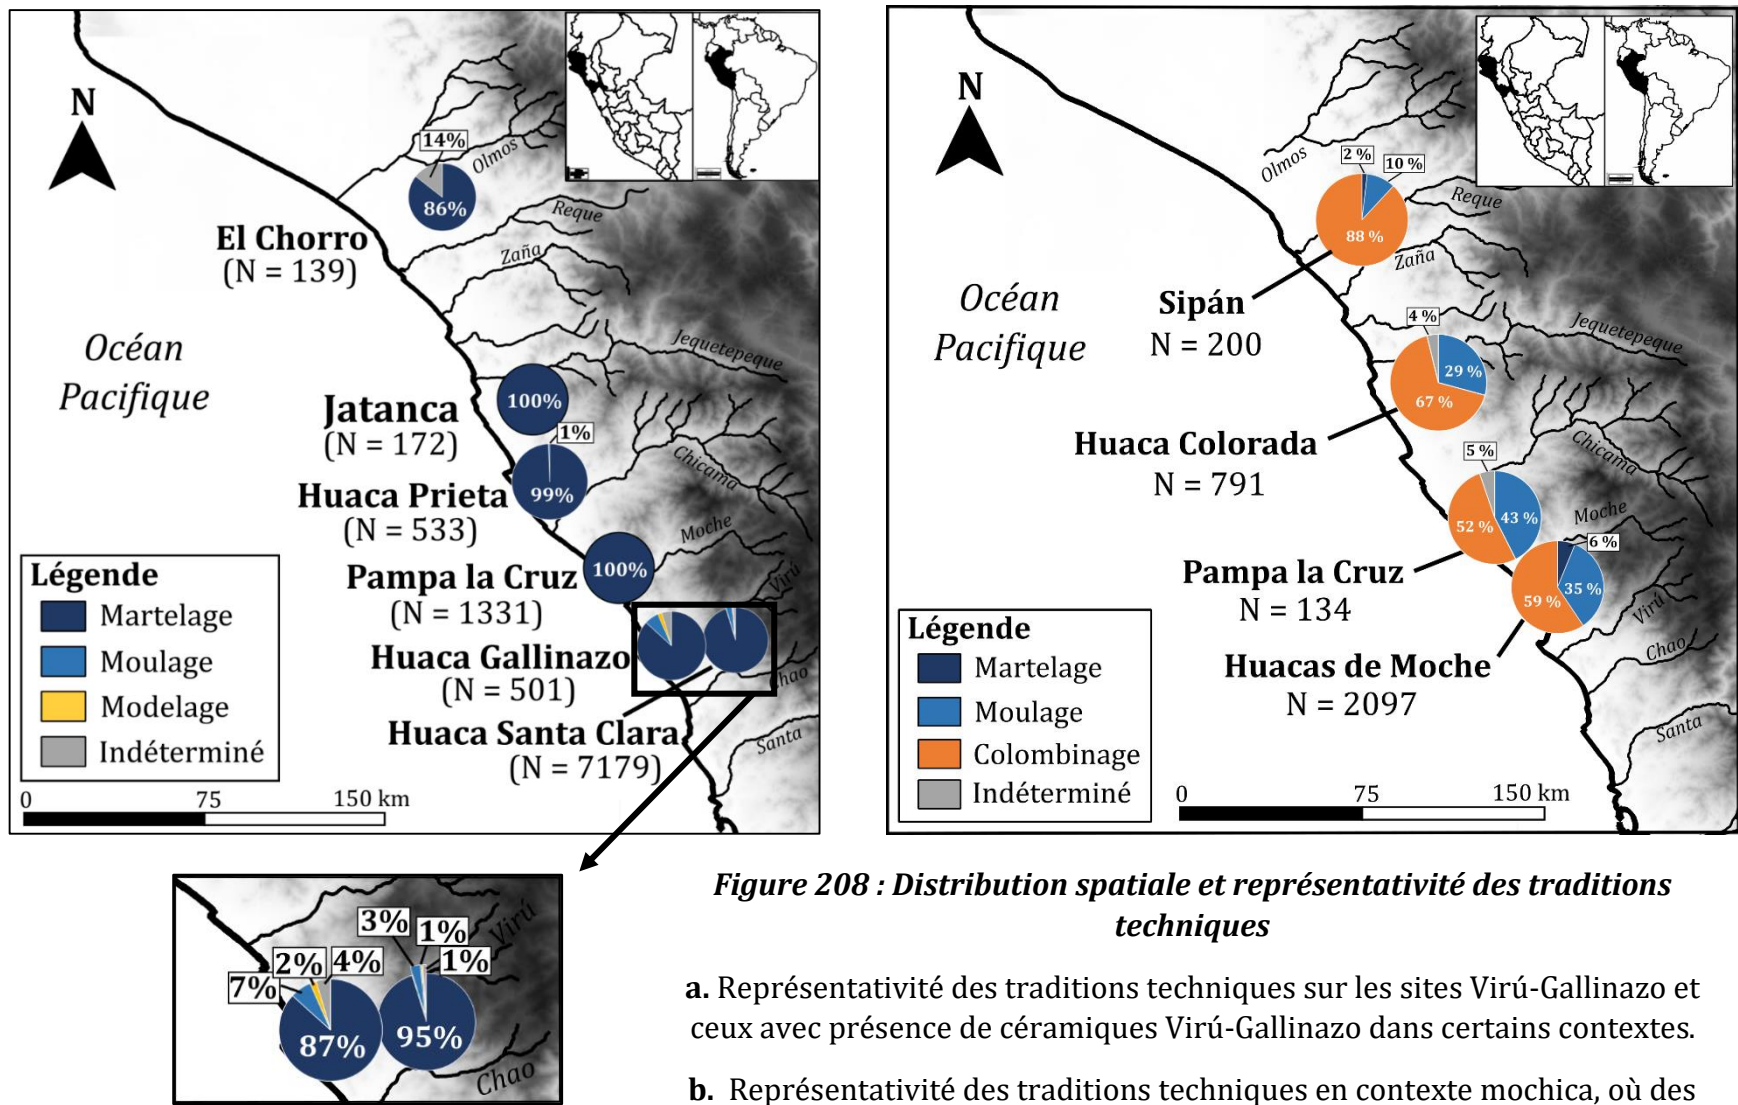 N
14%
Olmos
86%
Reque
El Chorro
(N = 139)
Zaña
Océan
Pacifique
Jequetepeque
100%
Jatanca
(N = 172)
1%
Chicama
Huaca Prieta
99%
(N = 533)
Moche
Pampa la Cruz
100%
(N = 1331)
Virú
Huaca Gallinazo
(N = 501)
Chao
Huaca Santa Clara
(N = 7179)
Santa
Légende
Martelage
Moulage
Modelage
Indéterminé
0 75 150 km
3%
1%
Virú
2%
4%
1%
7%
87%
95%
Chao
N
Olmos
2 %
10 %
Reque
88 %
Zaña
Océan
Pacifique
Sipán
N = 200
4 %
Jequetepeque
29 %
67 %
Huaca Colorada
N = 791
Chicama
5 %
43 %
52 %
Moche
6 %
Pampa la Cruz
N = 134
35 %
59 %
Virú
Chao
Huacas de Moche
N = 2097
Santa
Légende
Martelage
Moulage
Colombinage
Indéterminé
0 75 150 km
Figure 208 : Distribution spatiale et représentativité des traditions
techniques
a. Représentativité des traditions techniques sur les sites Virú-Gallinazo et
ceux avec présence de céramiques Virú-Gallinazo dans certains contextes.
b. Représentativité des traditions techniques en contexte mochica, où des